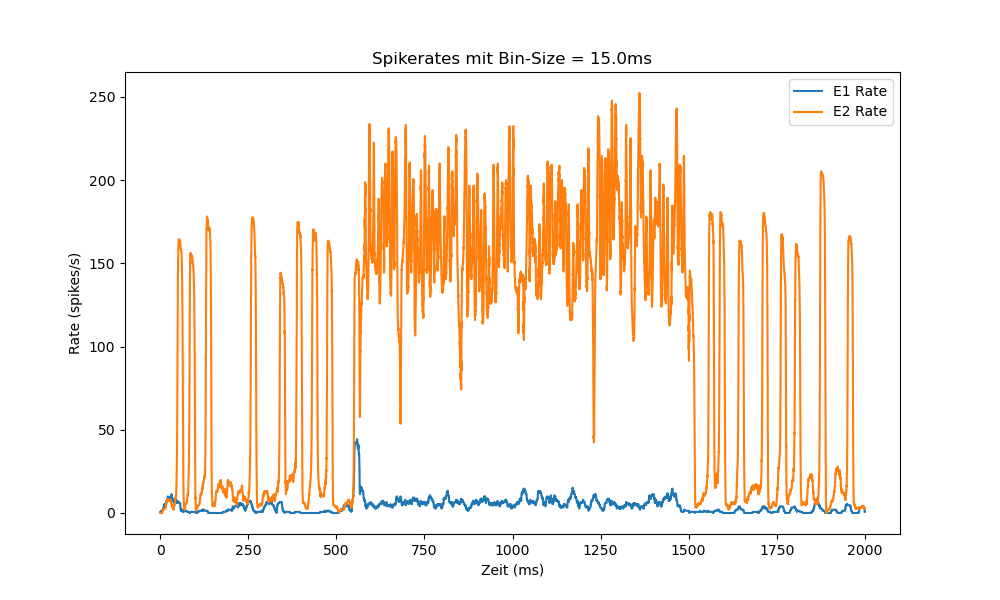 Spikerates mit Bin-Size = 15.0ms
E1 Rate
E2 Rate
250
200
150
100
50
0
Rate (spikes/s)
0 250 500 750 1000 1250 1500 1750 2000
Zeit (ms)